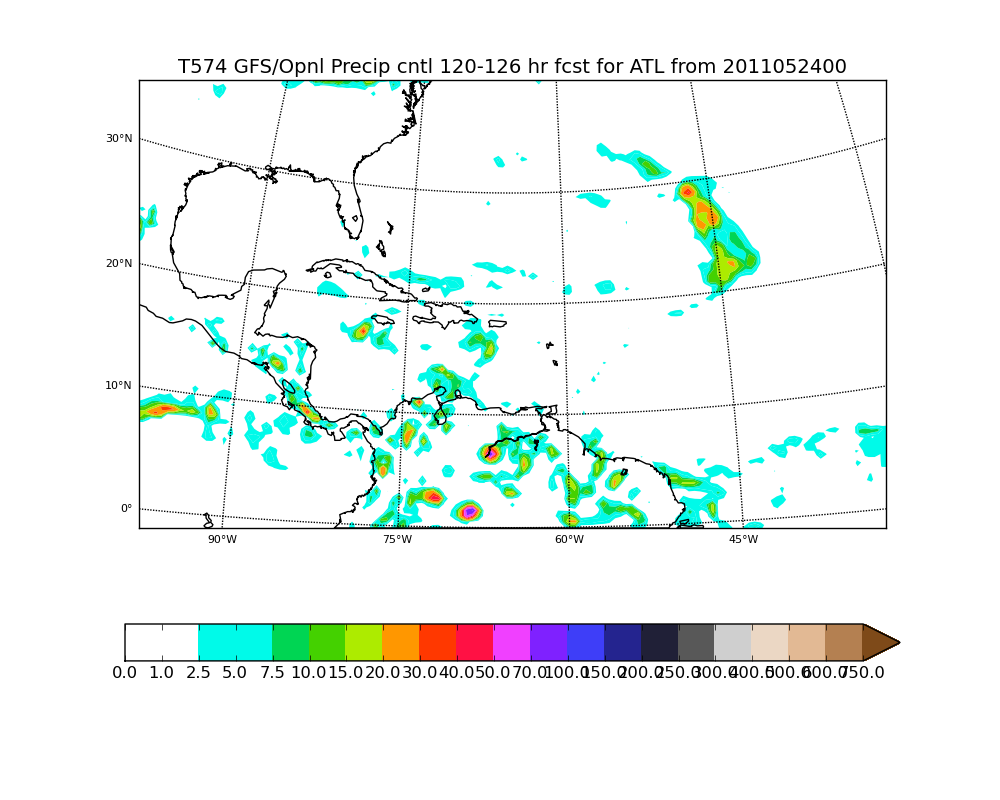 T574 GFS/Opnl Precip cntl 120-126 hr fcst for ATL from 2011052400
30°N
20°N
10°N
0°
90°W 75°W 60°W 45°W
0.0 1.0 2.5 5.0 7.5 10.0 15.0 20.0 30.0 40.0 50.0 70.0 100.0 150.0 200.0 250.0 300.0 400.0 500.0 600.0 750.0